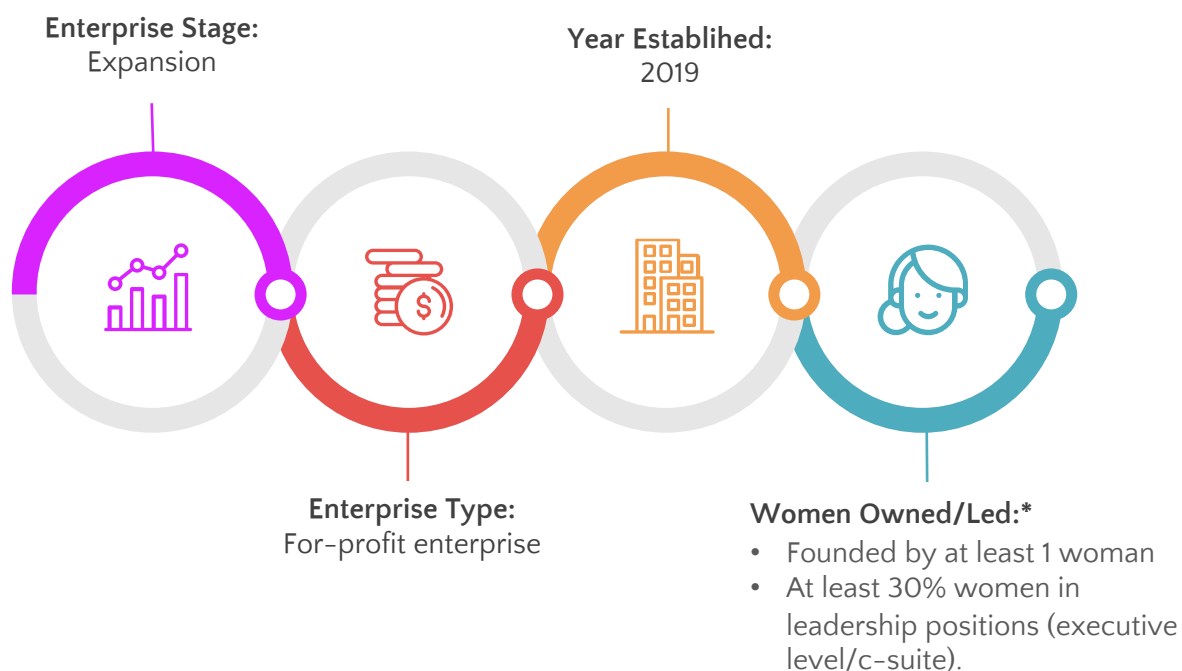 Enterprise Stage:
Expansion
Year Establihed:
2019
$
Enterprise Type:
For-profit enterprise
Women Owned/Led:*
• Founded by at least 1 woman
• At least 30% women in
leadership positions (executive
level/c-suite).